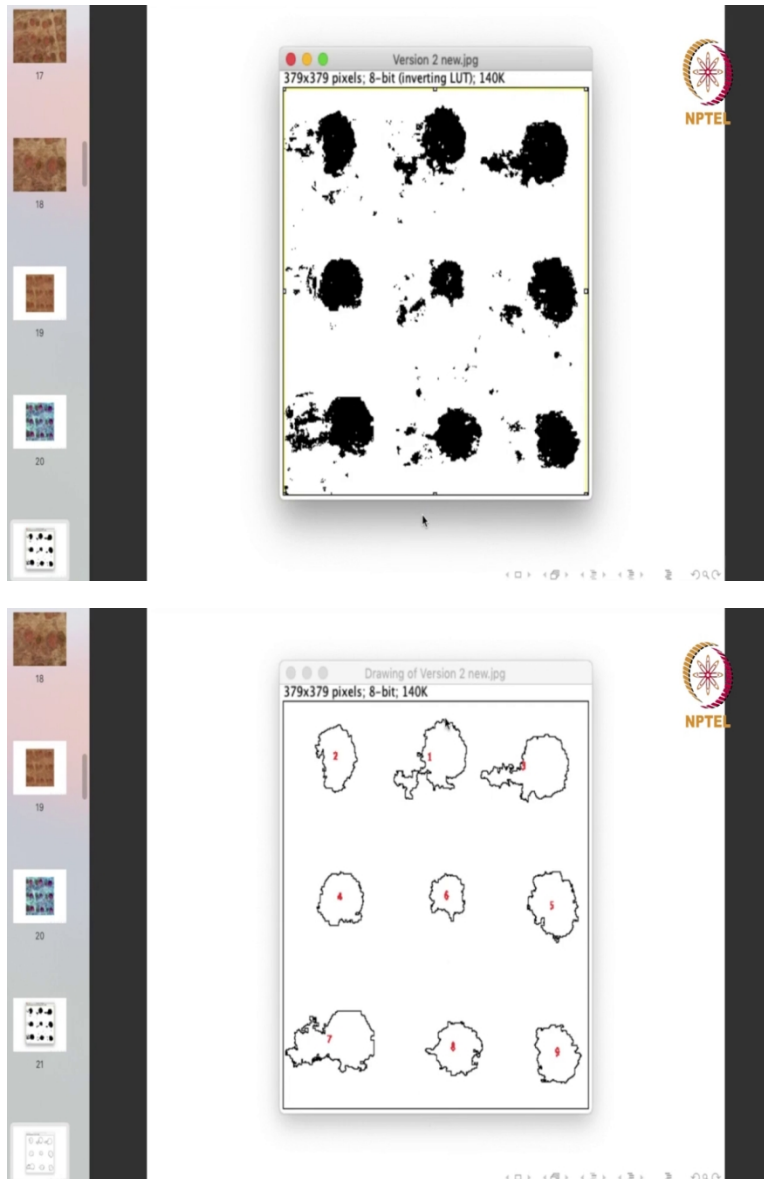 17
Version 2 new.jpg
379x379 pixels; 8-bit (inverting LUT); 140K
NPTEL
18
19
20
18
Drawing of Version 2 new.jpg
379x379 pixels; 8-bit; 140K
NPTEL
2 1 3
19
4 6 5
20
7 8 9
21